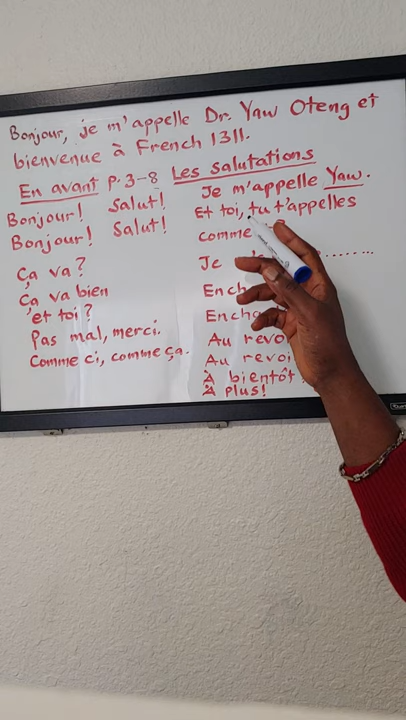 Bonjour, je m'appelle Dr. Yaw Oteng et
bienvenue à French 1311.
En avant p.3-8 Les salutations
Bonjour! Salut!
Bonjour! Salut!
Ça va?
Ça va bien
et toi?
Pas mal, merci.
Comme ci, comme ça.
Je m'appelle Yaw.
Et toi, tu t'appelles
comme
Je
Ench
Encha
Au revo
Au revoi
À bientôt!
À plus!